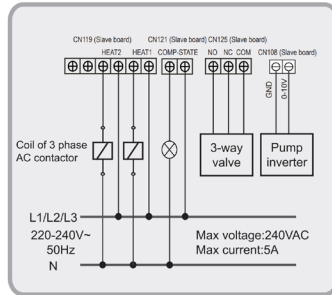 CN119 (Slave board) CN121 (Slave board) CN125 (Slave board)
HEAT2 HEAT1 COMP-STATE NO NC COM CN108 (Slave board)
GND
0-10V
Coil of 3 phase
AC contactor
3-way
valve
Pump
inverter
L1/L2/L3
220-240V~
50Hz
N
Max voltage:240VAC
Max current:5A